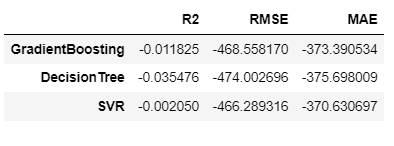 R2 RMSE MAE
GradientBoosting -0.011825 -468.558170 -373.390534
DecisionTree -0.035476 -474.002696 -375.698009
SVR -0.002050 -466.289316 -370.630697